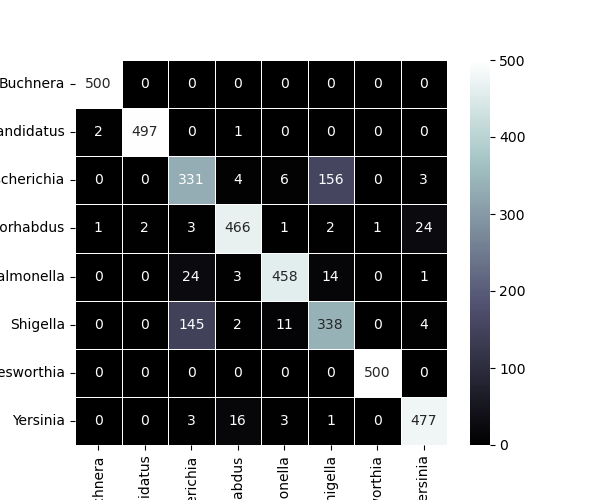 Buchnera 500 0 0 0 0 0 0 0
andidatus 2 497 0 1 0 0 0 0
cherichia 0 0 331 4 6 156 0 3
orhabdus 1 2 3 466 1 2 1 24
almonella 0 0 24 3 458 14 0 1
Shigella 0 0 145 2 11 338 0 4
esworthia 0 0 0 0 0 0 500 0
Yersinia 0 0 3 16 3 1 0 477
hnera idatus erichia abdus onella higella orthia ersinia
500
400
300
200
100
0